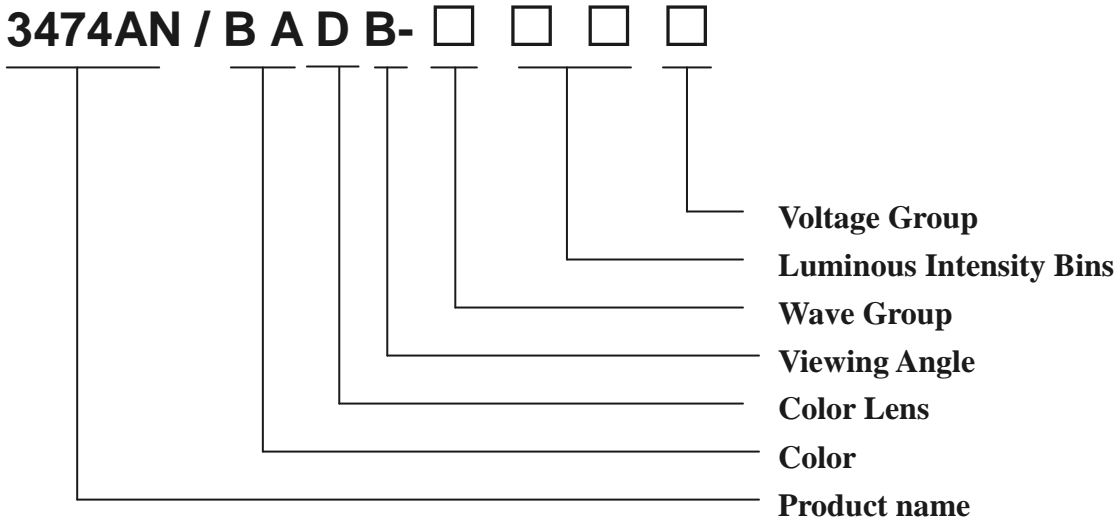 3474AN / B A D B- □ □ □ □
Voltage Group
Luminous Intensity Bins
Wave Group
Viewing Angle
Color Lens
Color
Product name